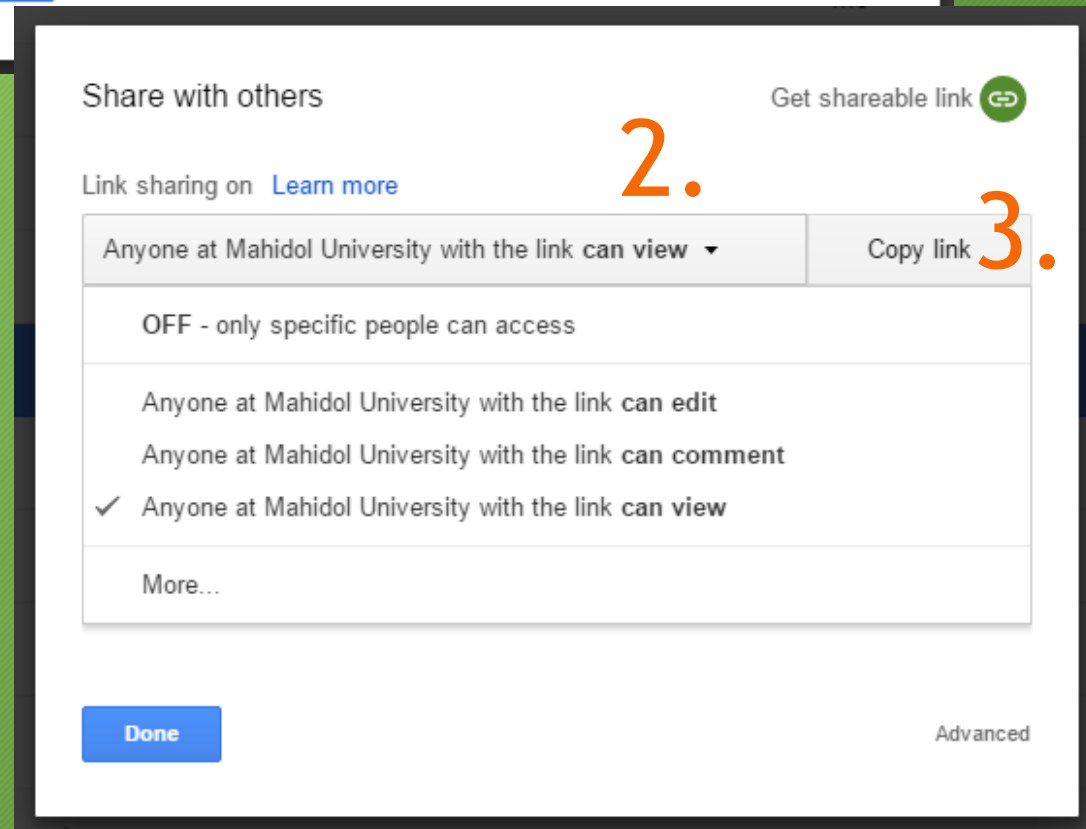 Share with others
Get shareable link
2.
Link sharing on Learn more
3.
Anyone at Mahidol University with the link can view
Copy link
OFF - only specific people can access
Anyone at Mahidol University with the link can edit
Anyone at Mahidol University with the link can comment
Anyone at Mahidol University with the link can view
More...
Done
Advanced